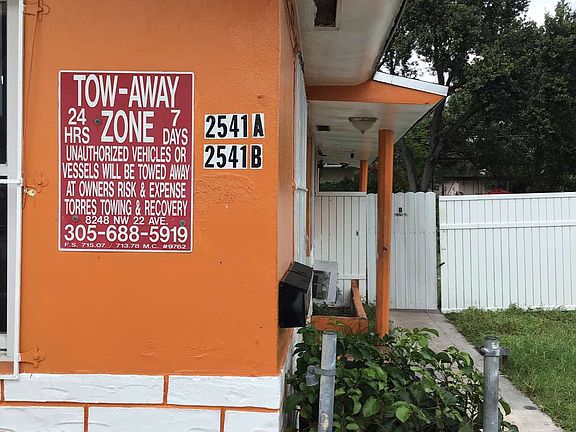 TOW-AWAY
24 ZONE 7
HRS DAYS
UNAUTHORIZED VEHICLES OR
VESSELS WILL BE TOWED AWAY
AT OWNERS RISK & EXPENSE
TORRES TOWING & RECOVERY
8248 NW 22 AVE.
305-688-5919
F.S. 715.07 / 713.78 M.C. #9762
2541 A
2541 B
B